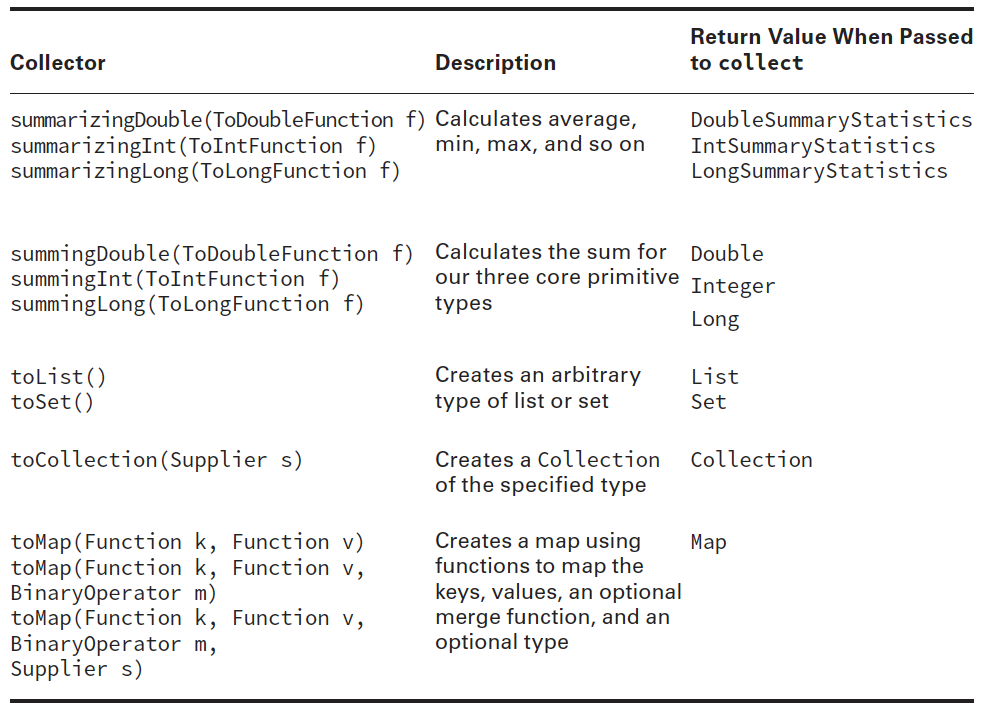 Collector Description Return Value When Passed
to collect
summarizingDouble(ToDoubleFunction f) Calculates average, DoubleSummaryStatistics
summarizingInt(ToIntFunction f) min, max, and so on IntSummaryStatistics
summarizingLong(ToLongFunction f) LongSummaryStatistics
summingDouble(ToDoubleFunction f) Calculates the sum for Double
summingInt(ToIntFunction f) our three core primitive Integer
summingLong(ToLongFunction f) types Long
toList() Creates an arbitrary List
toSet() type of list or set Set
toCollection(Supplier s) Creates a Collection Collection
of the specified type
toMap(Function k, Function v) Creates a map using Map
toMap(Function k, Function v, functions to map the
BinaryOperator m) keys, values, an optional
toMap(Function k, Function v, merge function, and an
BinaryOperator m, optional type
Supplier s)